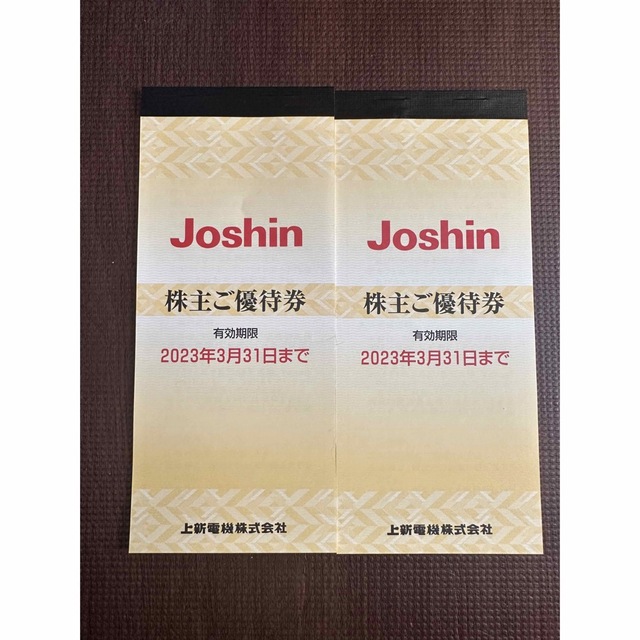 Joshin
株主ご優待券
有効期限
2023年3月31日まで
上新電機株式会社
Joshin
株主ご優待券
有効期限
2023年3月31日まで
上新電機株式会社